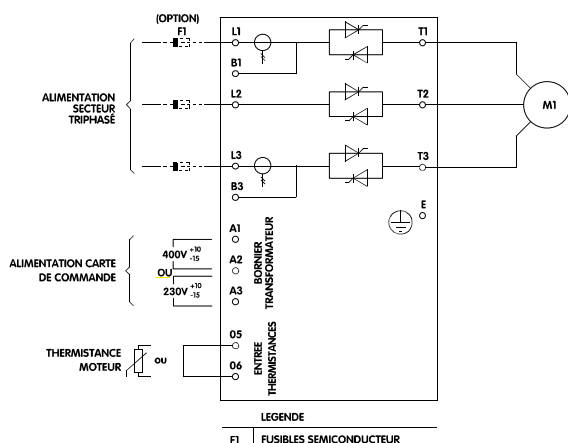 (OPTION)
F1
L1
T1
B1
ALIMENTATION
SECTEUR
TRIPHASÉ
L2
T2
M1
L3
T3
B3
E
A1
400V +10 -15
A2
OU
230V +10 -15
A3
BORNIER
TRANSFORMATEUR
ALIMENTATION CARTE
DE COMMANDE
05
06
ENTREE
THERMISTANCES
THERMISTANCE
MOTEUR
ou
LEGENDE
F1 FUSIBLES SEMICONDUCTEUR